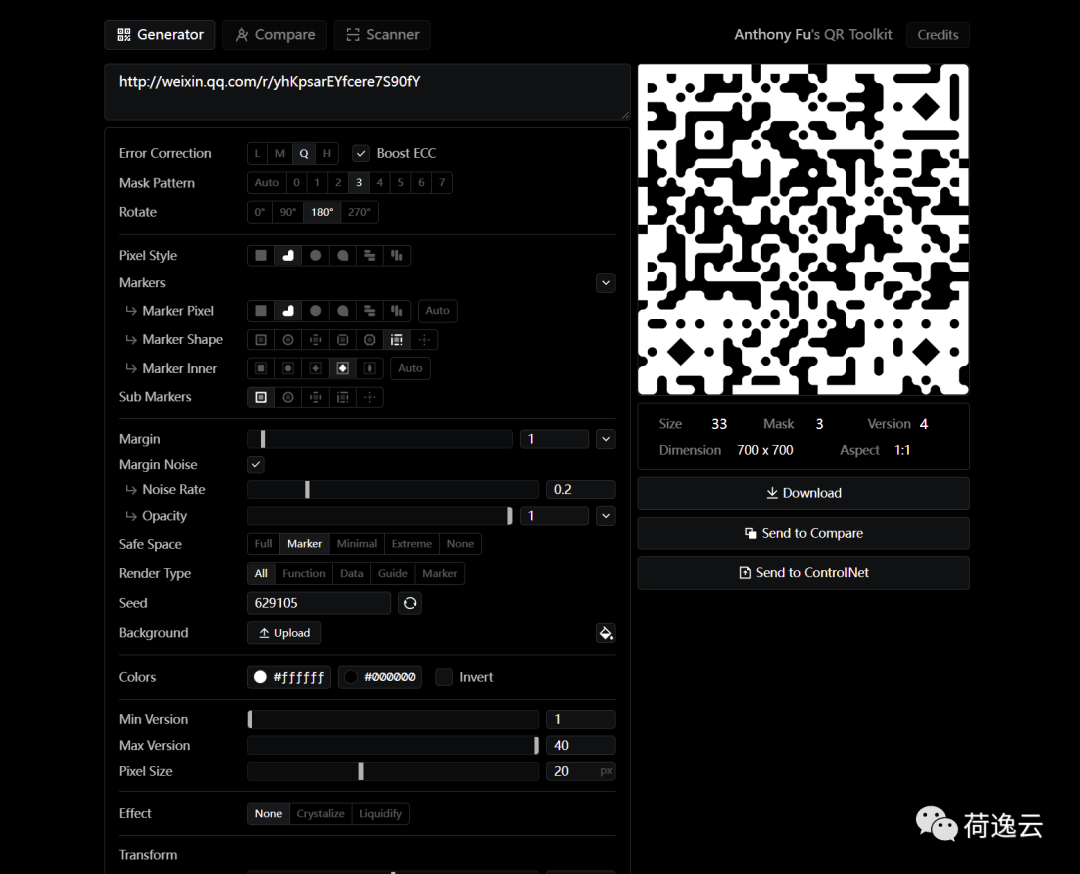 Generator Compare Scanner
Anthony Fu's QR Toolkit Credits
http://weixin.qq.com/r/yhKpsarEYfcere7S90fY
Error Correction L M Q H Boost ECC
Mask Pattern Auto 0 1 2 3 4 5 6 7
Rotate 0° 90° 180° 270°
Pixel Style
Markers
Marker Pixel Auto
Marker Shape
Marker Inner Auto
Sub Markers
Margin 1
Margin Noise
Noise Rate 0.2
Opacity 1
Safe Space Full Marker Minimal Extreme None
Render Type All Function Data Guide Marker
Seed 629105
Background Upload
Colors #ffffff #000000 Invert
Min Version 1
Max Version 40
Pixel Size 20 px
Effect None Crystalize Liquidify
Transform
Size 33 Mask 3 Version 4
Dimension 700 x 700 Aspect 1:1
Download
Send to Compare
Send to ControlNet
荷逸云